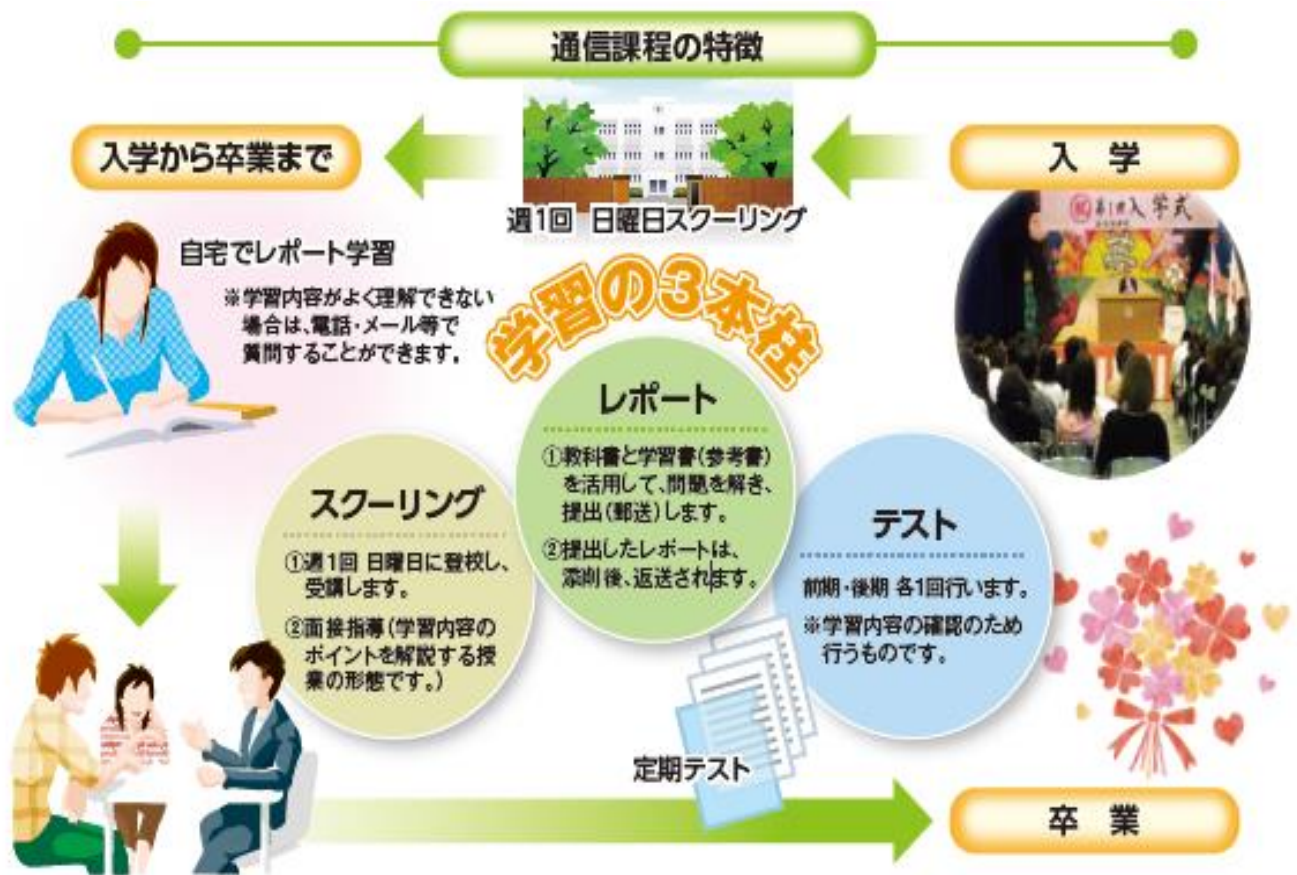 通信課程の特徴
入学から卒業まで
週1回 日曜日スクーリング
入 学
入学式
自宅でレポート学習
※学習内容がよく理解できない
場合は、電話・メール等で
質問することができます。
学習の3本柱
レポート
①教科書と学習書(参考書)
を活用して、問題を解き、
提出(郵送)します。
②提出したレポートは、
添削後、返送されます。
スクーリング
①週1回 日曜日に登校し、
受講します。
②面接指導(学習内容の
ポイントを解説する授
業の形態です。)
テスト
前期・後期 各1回行います。
※学習内容の確認のため
行うものです。
定期テスト
卒 業